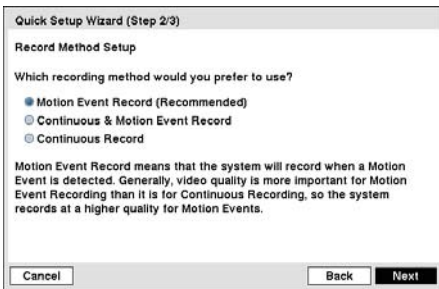 Quick Setup Wizard (Step 2/3)
Record Method Setup
Which recording method would you prefer to use?
Motion Event Record (Recommended)
Continuous & Motion Event Record
Continuous Record
Motion Event Record means that the system will record when a Motion
Event is detected. Generally, video quality is more important for Motion
Event Recording than it is for Continuous Recording, so the system
records at a higher quality for Motion Events.
Cancel Back Next